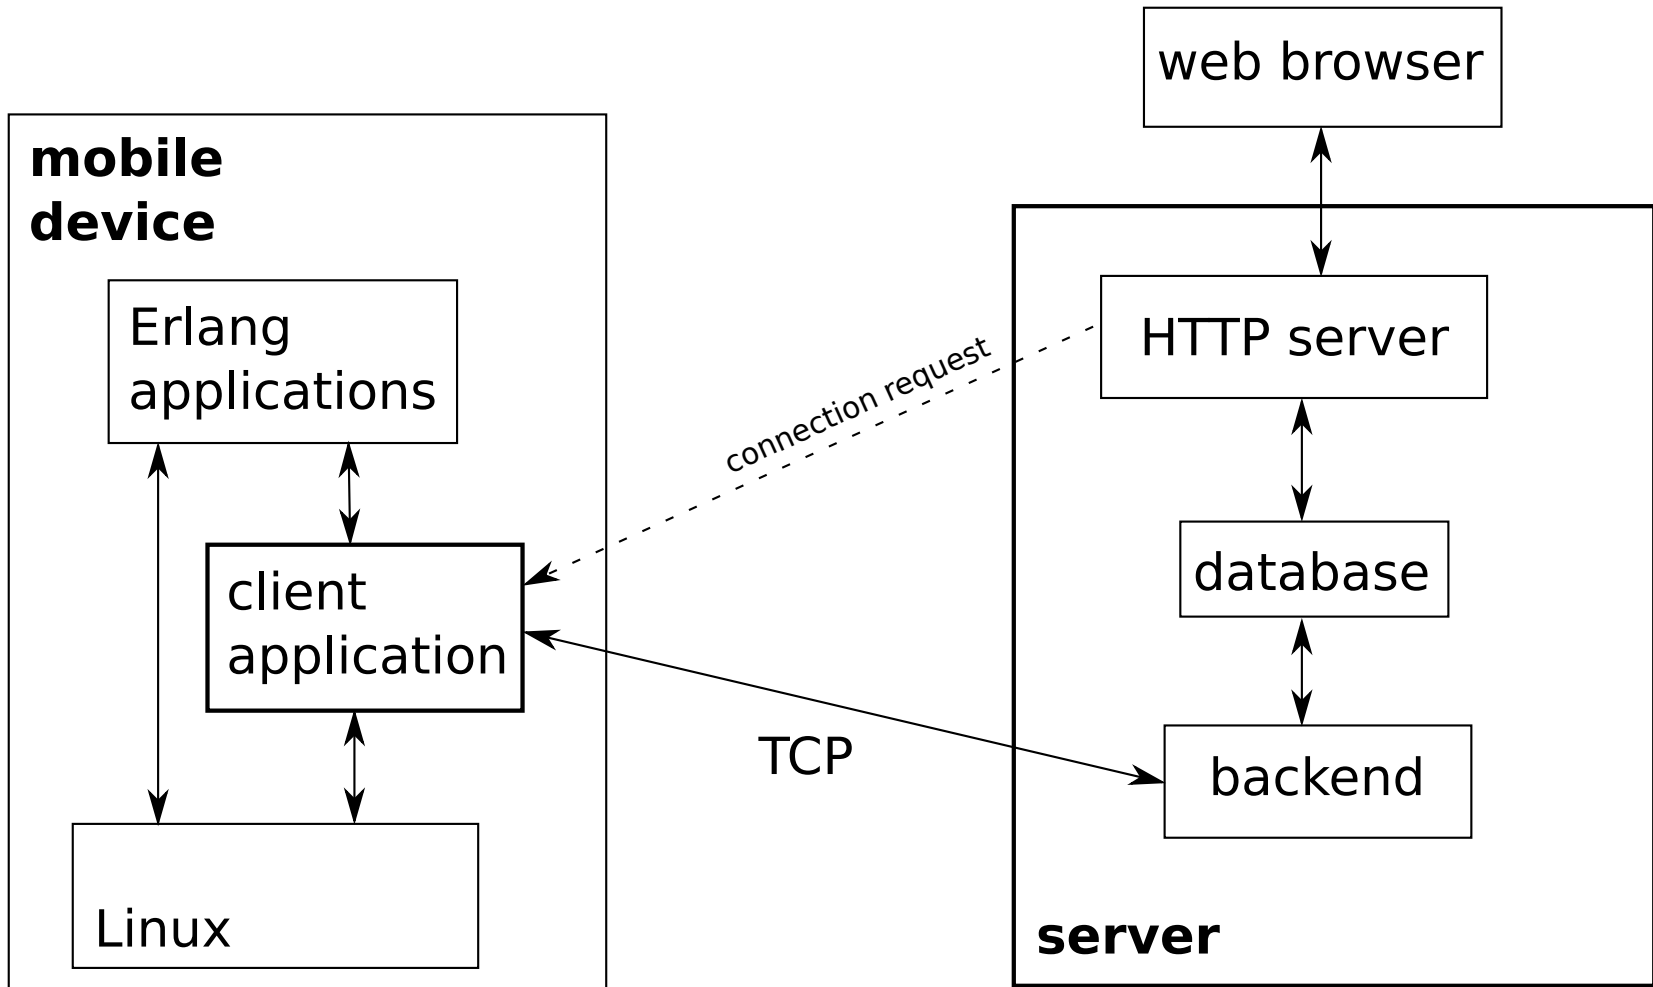 web browser
mobile
device
Erlang
applications
HTTP server
connection request
client
application
database
TCP
backend
Linux
server